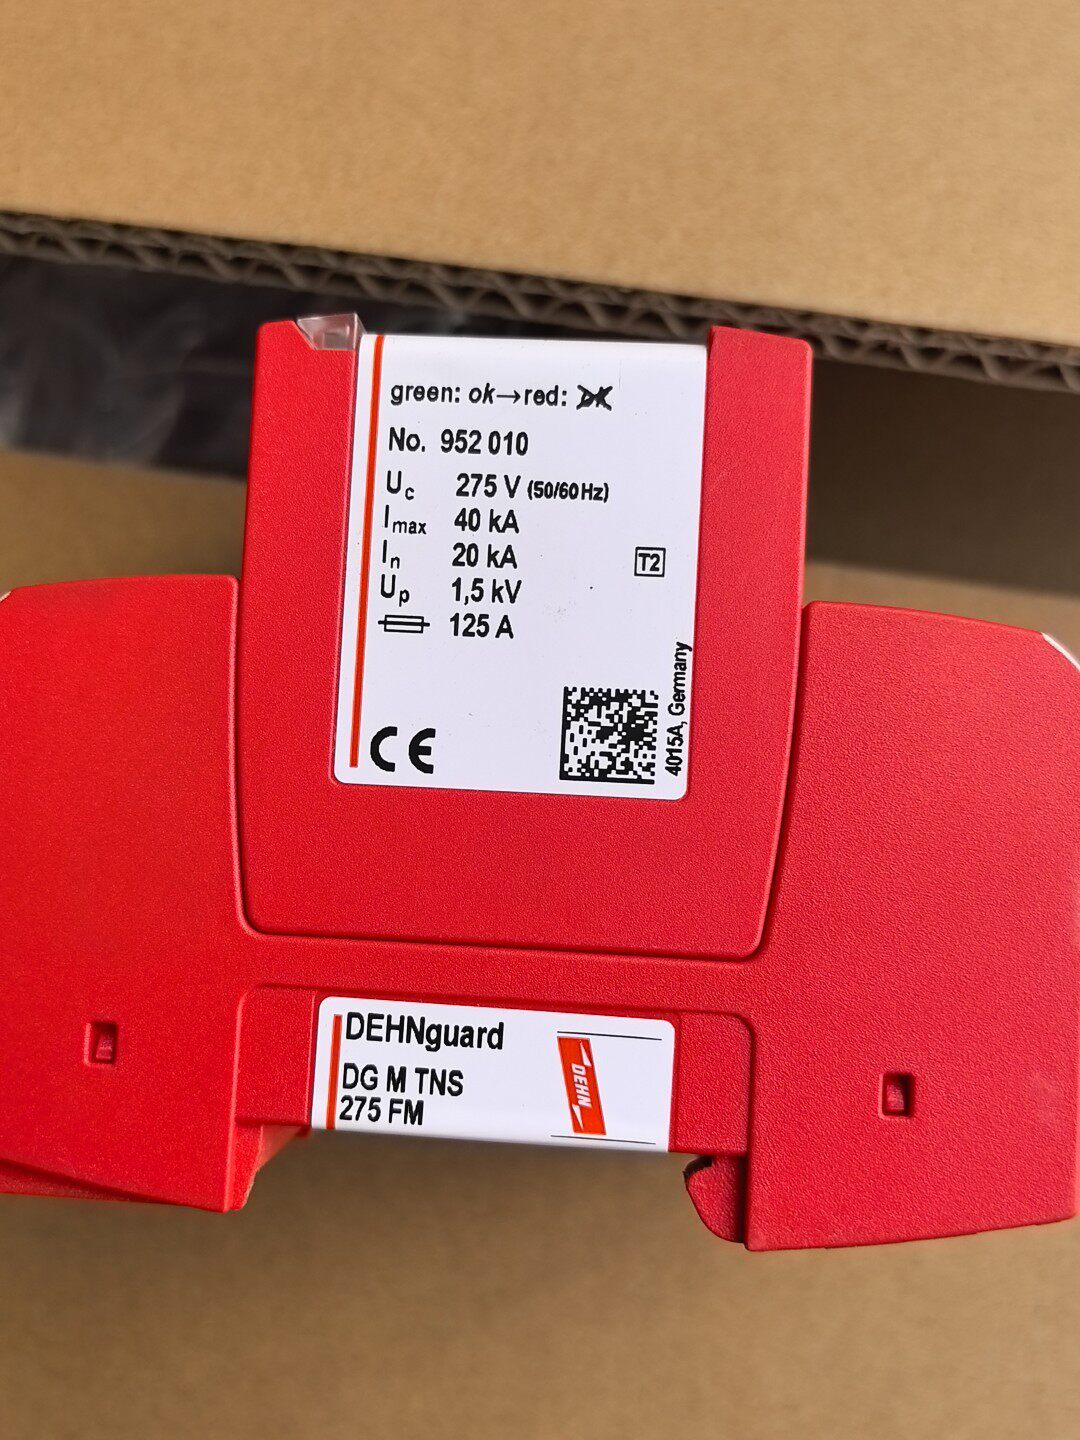 green: ok→red: ok
No. 952 010
Uc 275 V (50/60 Hz)
Imax 40 kA
In 20 kA
T2
Up 1,5 kV
125 A
4015A, Germany
CE
DEHNguard
DG M TNS
275 FM
DEHN